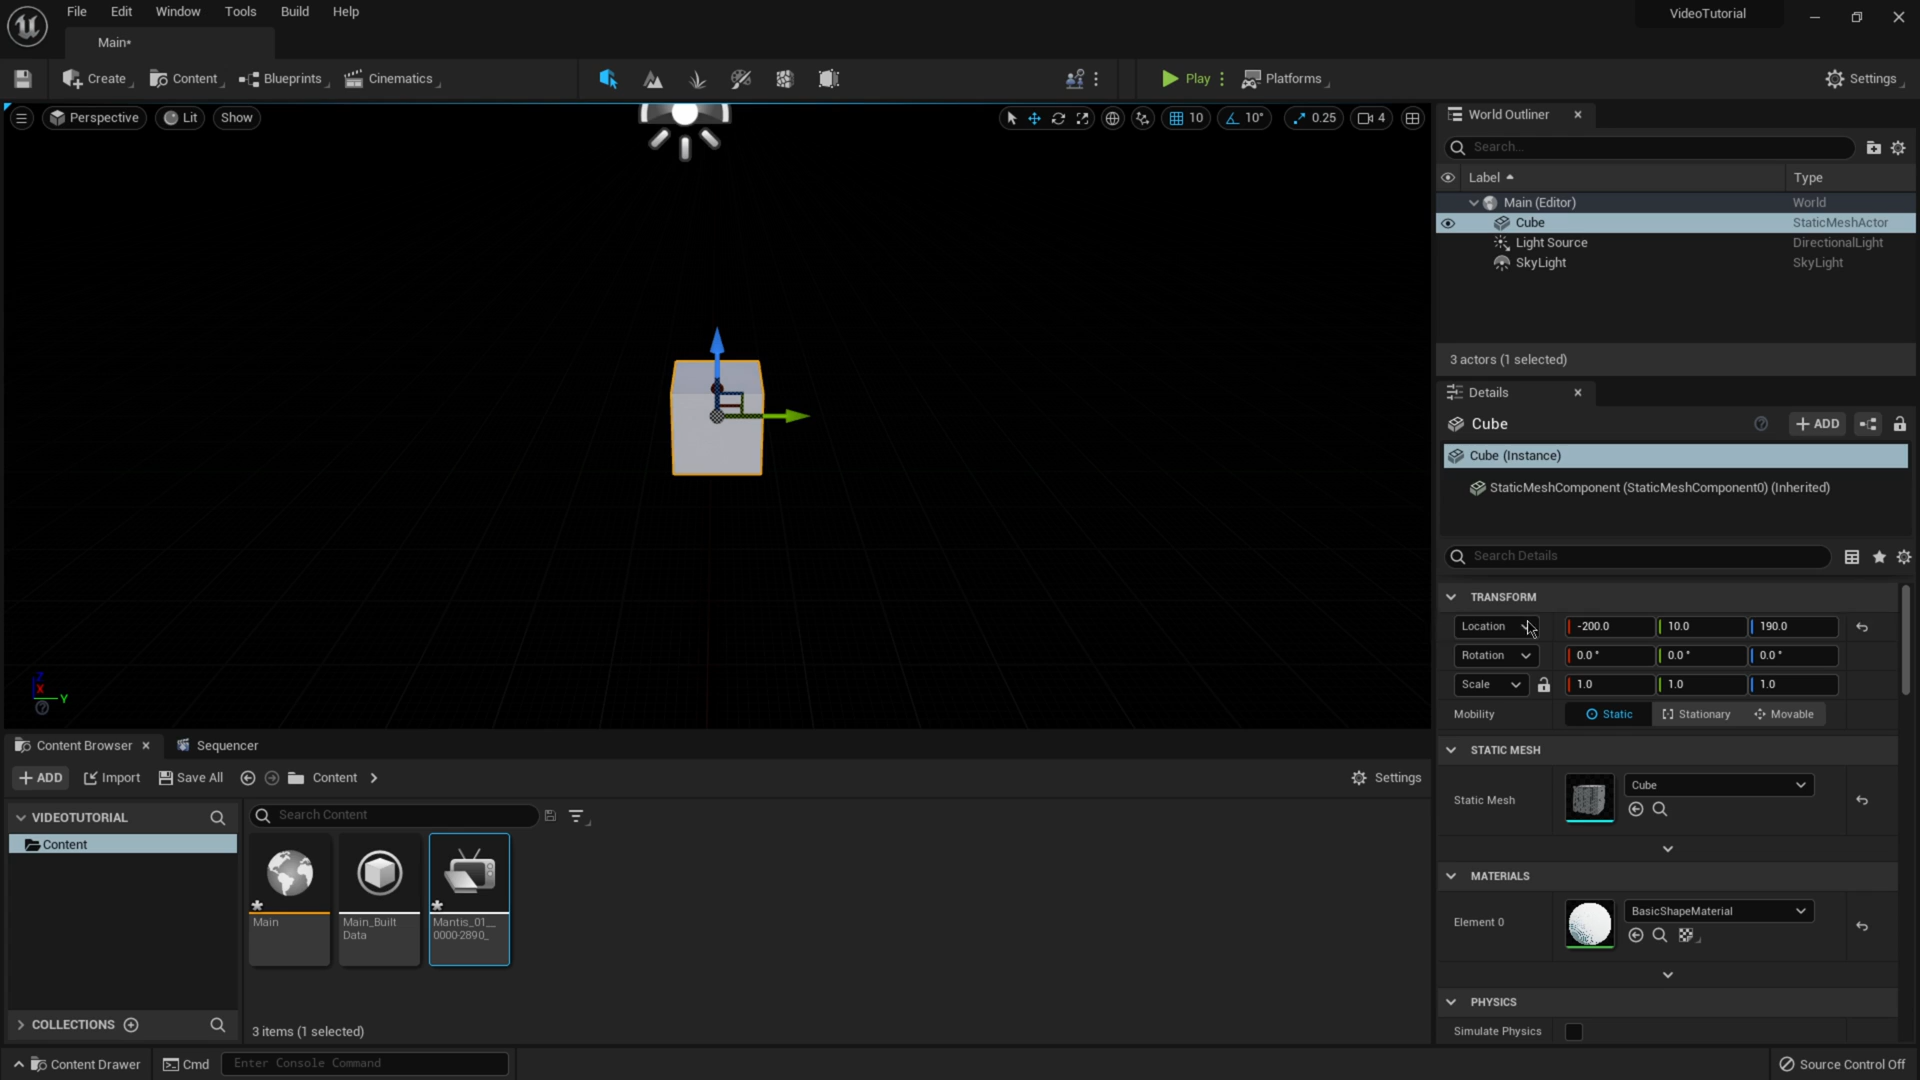 File Edit Window Tools Build Help
VideoTutorial
Main*
Create Content Blueprints Cinematics Play Platforms Settings
Perspective Lit Show 10 10° 0.25 4
World Outliner
Search...
Label Type
Main (Editor) World
Cube StaticMeshActor
Light Source DirectionalLight
SkyLight SkyLight
3 actors (1 selected)
Details
Cube + ADD
Cube (Instance)
StaticMeshComponent (StaticMeshComponent0) (Inherited)
Search Details
TRANSFORM
Location -200.0 10.0 190.0
Rotation 0.0 ° 0.0 ° 0.0 °
Scale 1.0 1.0 1.0
Mobility Static Stationary Movable
STATIC MESH
Static Mesh Cube
MATERIALS
Element 0 BasicShapeMaterial
PHYSICS
Simulate Physics
Z
X
Y
Content Browser Sequencer
+ ADD Import Save All Content Settings
VIDEOTUTORIAL
Content
COLLECTIONS
Search Content
Main
Main_Built
Data
Mantis_01__
0000-2890_
3 items (1 selected)
Content Drawer Cmd Enter Console Command Source Control Off